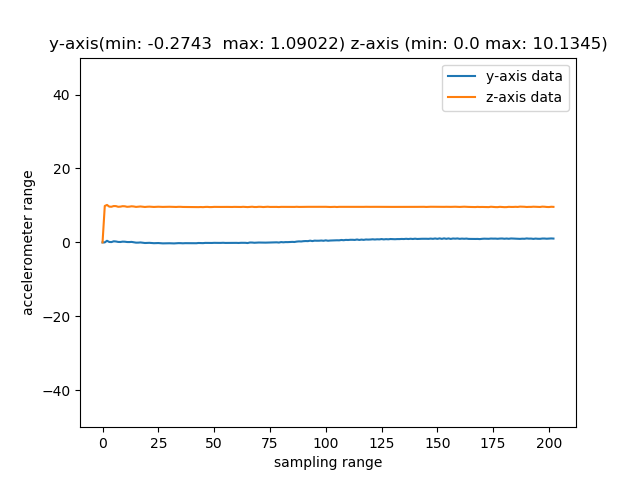 y-axis(min: -0.2743  max: 1.09022) z-axis (min: 0.0 max: 10.1345)
y-axis data
z-axis data
accelerometer range
40
20
0
−20
−40
0 25 50 75 100 125 150 175 200
sampling range